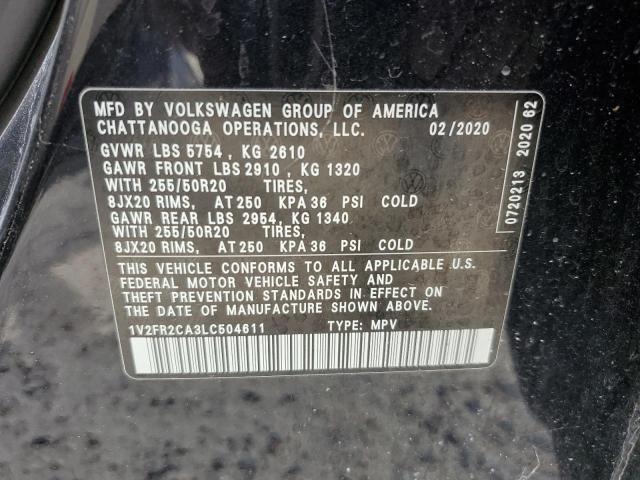 MFD BY VOLKSWAGEN GROUP OF AMERICA
CHATTANOOGA OPERATIONS, LLC. 02/2020
GVWR LBS 5754 , KG 2610
GAWR FRONT LBS 2910 , KG 1320
WITH 255/50R20 TIRES,
8JX20 RIMS, AT 250 KPA 36 PSI COLD
GAWR REAR LBS 2954, KG 1340
WITH 255/50R20 TIRES,
8JX20 RIMS, AT 250 KPA 36 PSI COLD
THIS VEHICLE CONFORMS TO ALL APPLICABLE U.S.
FEDERAL MOTOR VEHICLE SAFETY AND
THEFT PREVENTION STANDARDS IN EFFECT ON
THE DATE OF MANUFACTURE SHOWN ABOVE.
1V2FR2CA3LC504611 TYPE: MPV
0720213 2020 62